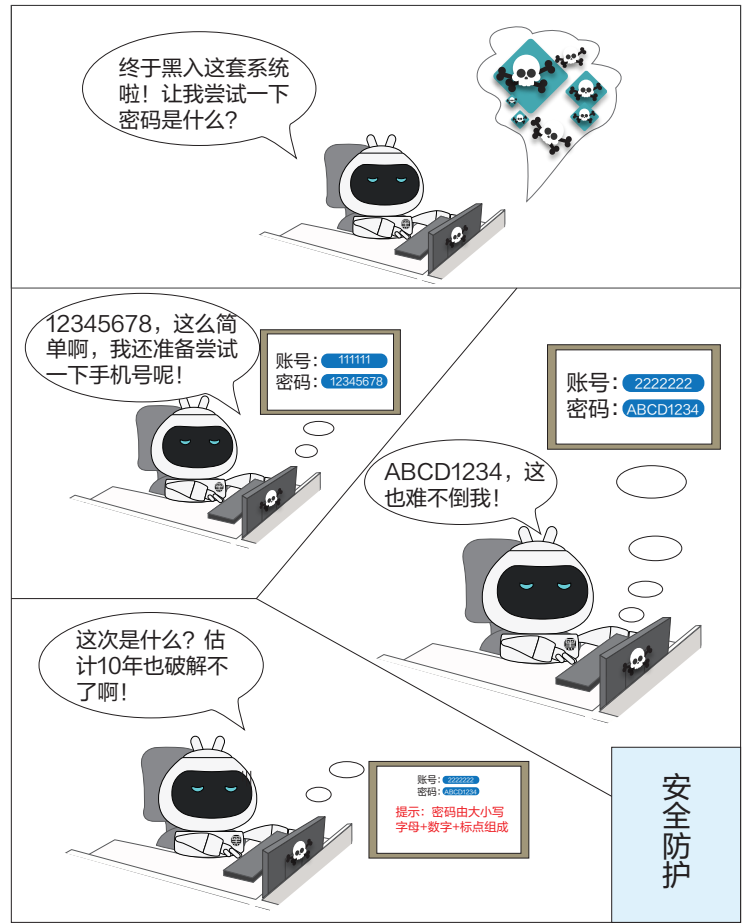 终于黑入这套系统
啦！让我尝试一下
密码是什么？
12345678，这么简
单啊，我还准备尝试
一下手机号呢！
账号：111111
密码：12345678
账号：2222222
密码：ABCD1234
ABCD1234，这
也难不倒我！
这次是什么？估
计10年也破解不
了啊！
账号：2222222
密码：ABCD1234
提示：密码由大小写
字母+数字+标点组成
安全防护